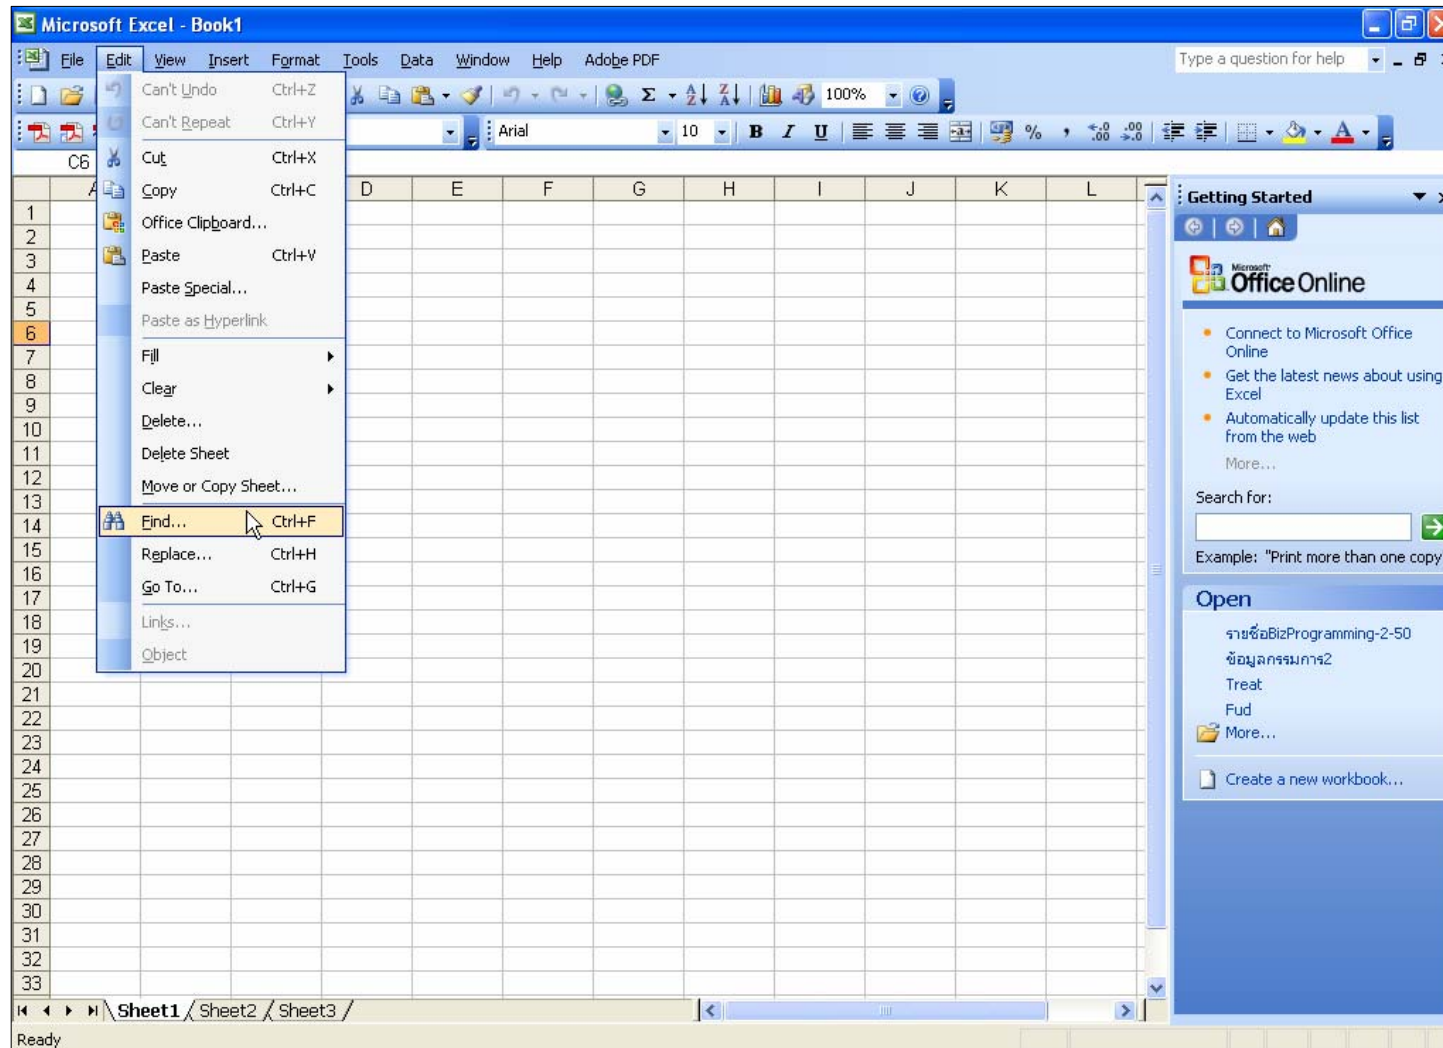 Microsoft Excel - Book1
File Edit View Insert Format Tools Data Window Help Adobe PDF
Type a question for help
100%
Arial
10
B I U
%
C6
Can't Undo Ctrl+Z
Can't Repeat Ctrl+Y
Cut Ctrl+X
Copy Ctrl+C
Office Clipboard...
Paste Ctrl+V
Paste Special...
Paste as Hyperlink
Fill
Clear
Delete...
Delete Sheet
Move or Copy Sheet...
Find... Ctrl+F
Replace... Ctrl+H
Go To... Ctrl+G
Links...
Object
D E F G H I J K L
1
2
3
4
5
6
7
8
9
10
11
12
13
14
15
16
17
18
19
20
21
22
23
24
25
26
27
28
29
30
31
32
33
Getting Started
Microsoft
Office Online
Connect to Microsoft Office
Online
Get the latest news about using
Excel
Automatically update this list
from the web
More...
Search for:
Example: "Print more than one copy
Open
รายชื่อBizProgramming-2-50
ข้อมูลกรรมการ2
Treat
Fud
More...
Create a new workbook...
Sheet1 Sheet2 Sheet3
Ready